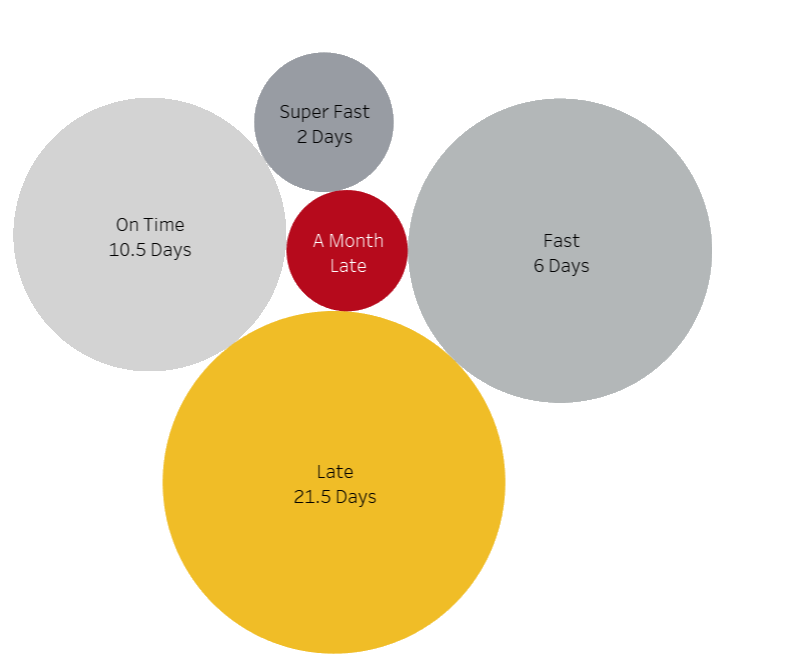 Super Fast
2 Days
On Time
10.5 Days
A Month
Late
Fast
6 Days
Late
21.5 Days